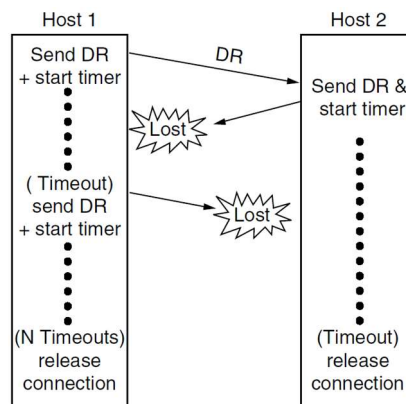 Host 1
Host 2
Send DR
+ start timer
DR
Send DR &
start timer
Lost
( Timeout)
send DR
+ start timer
Lost
(N Timeouts)
release
connection
(Timeout)
release
connection